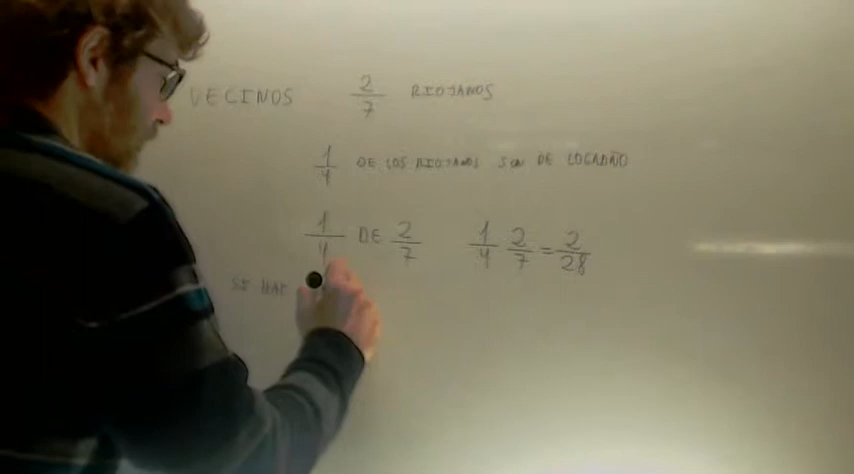 VECINOS 2/7 RIOJANOS
1/4 DE LOS RIOJANOS SON DE LOGROÑO
1/4 DE 2/7 1/4 2/7 = 2/28
SI HAY